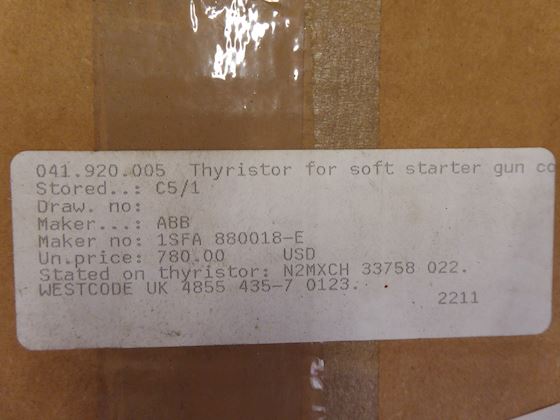 041.920.005 Thyristor for soft starter gun co
Stored..: C5/1
Draw. no:
Maker...: ABB
Maker no: 1SFA 880018-E
Un.price: 780.00 USD
Stated on thyristor: N2MXCH 33758 022.
WESTCODE UK 4855 435-7 0123.
2211